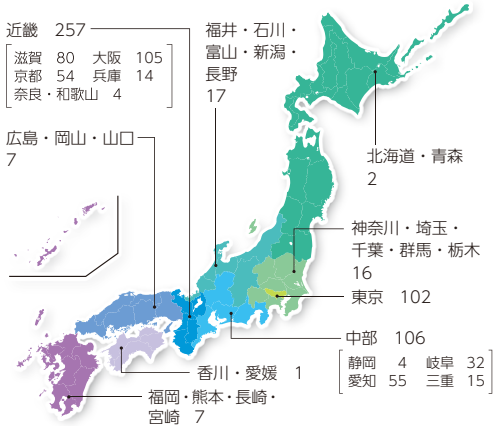 近畿　257
滋賀　80　大阪　105
京都　54　兵庫　14
奈良・和歌山　4
福井・石川・
富山・新潟・
長野
17
広島・岡山・山口
7
北海道・青森
2
神奈川・埼玉・
千葉・群馬・栃木
16
東京　102
中部　106
静岡　4　岐阜　32
愛知　55　三重　15
香川・愛媛　1
福岡・熊本・長崎・
宮崎　7